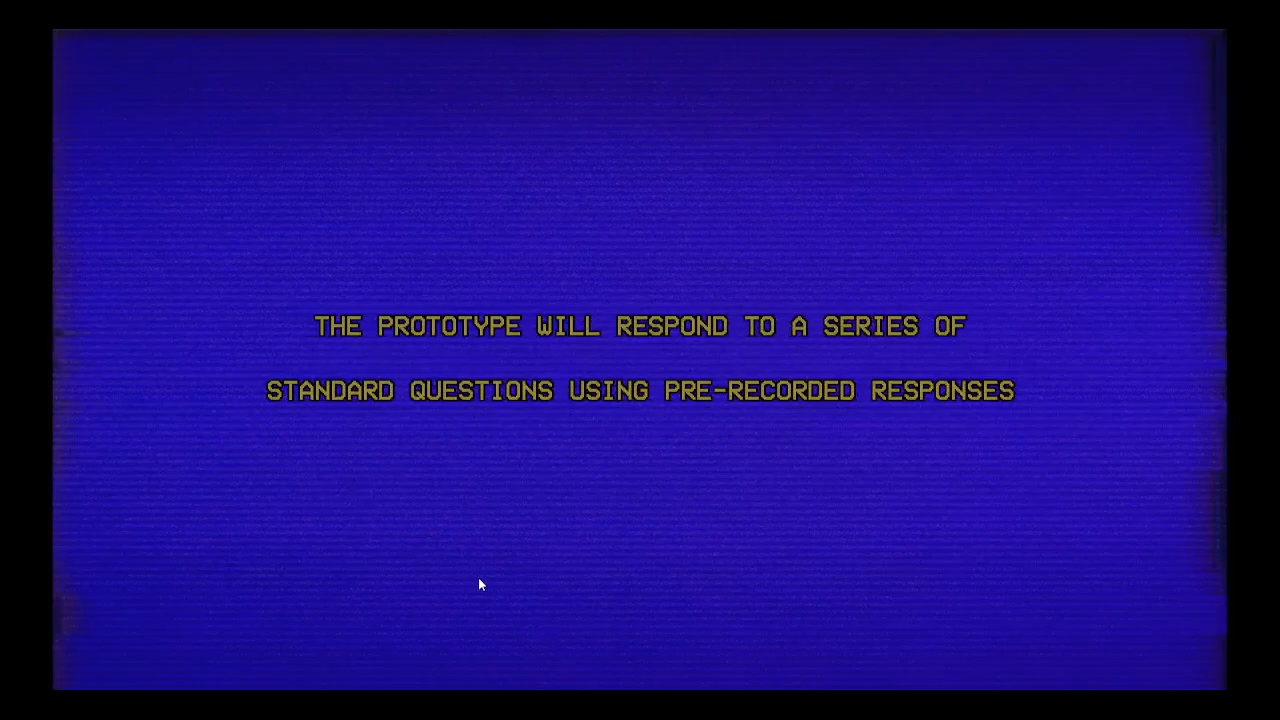 THE PROTOTYPE WILL RESPOND TO A SERIES OF
STANDARD QUESTIONS USING PRE-RECORDED RESPONSES